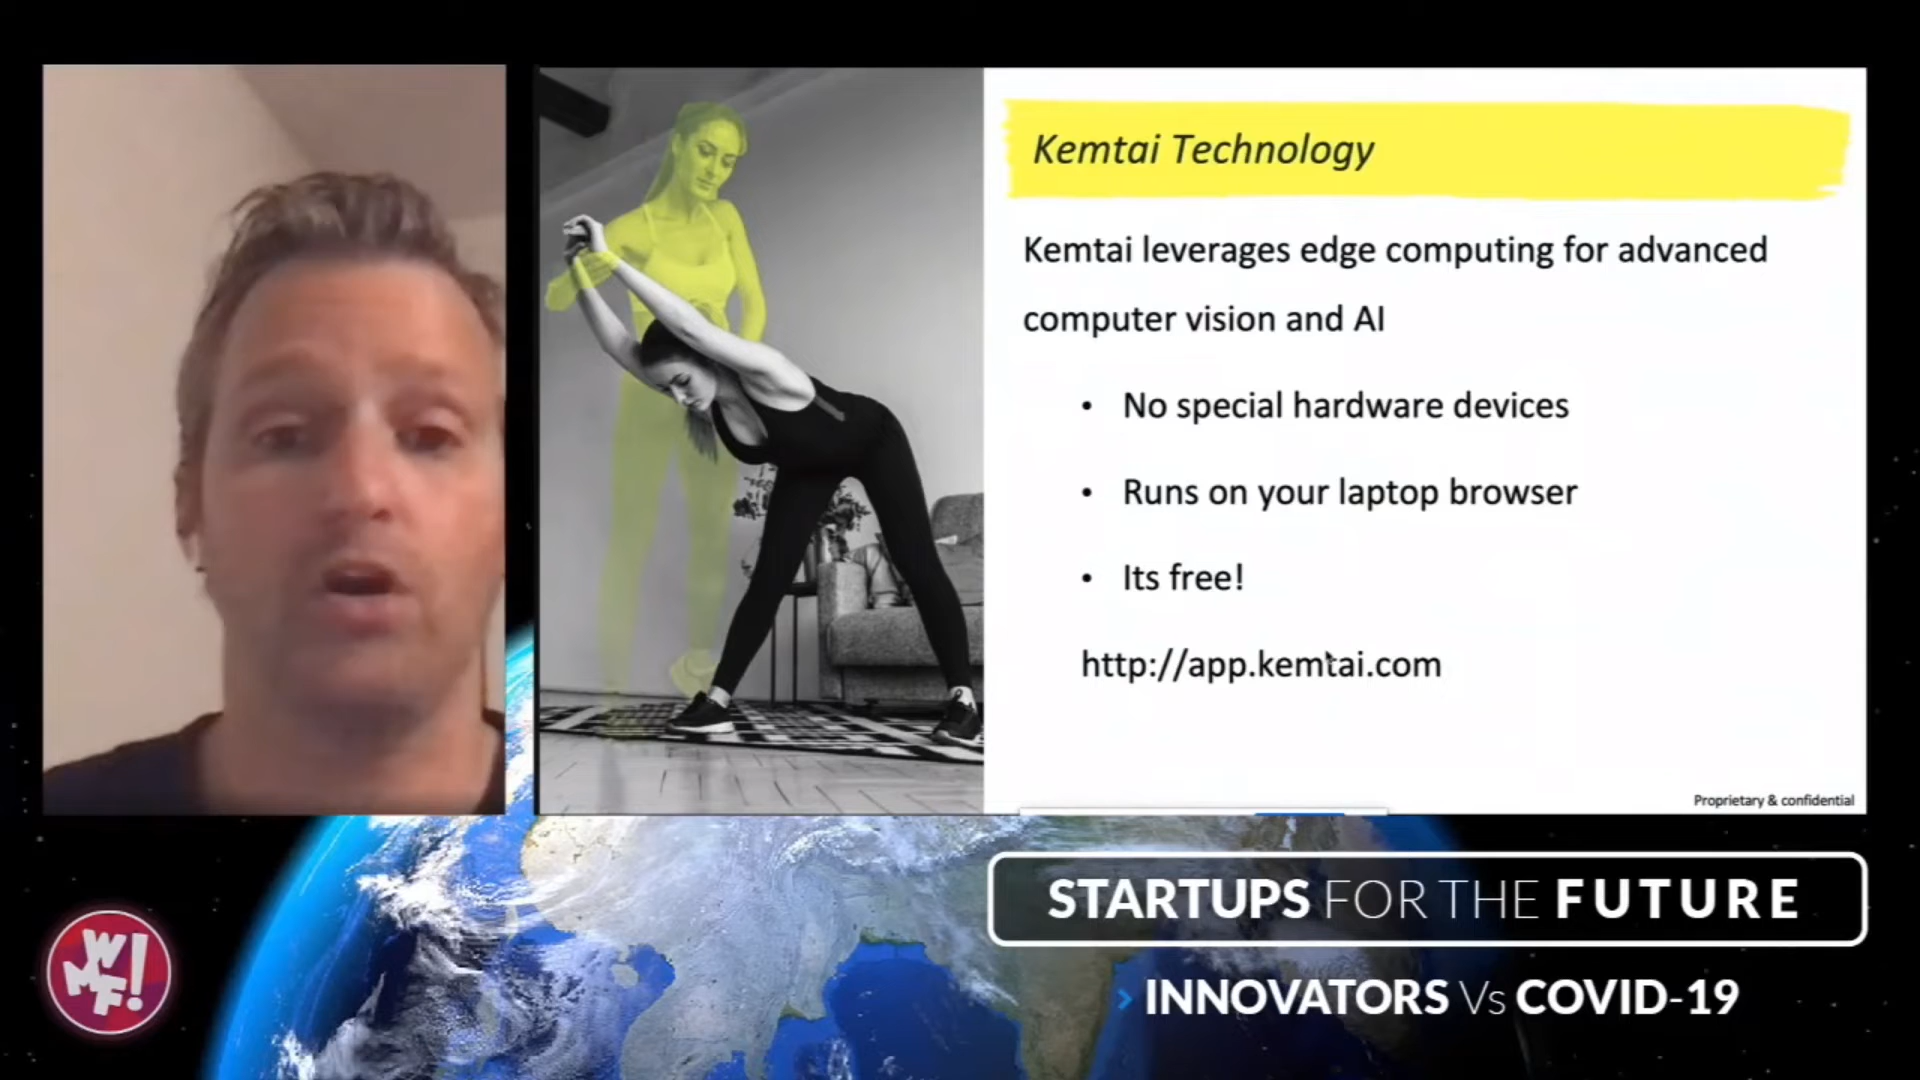 Kemtai Technology
Kemtai leverages edge computing for advanced
computer vision and AI
• No special hardware devices
• Runs on your laptop browser
• Its free!
http://app.kemtai.com
Proprietary & confidential
STARTUPS FOR THE FUTURE
› INNOVATORS Vs COVID-19
WMF!